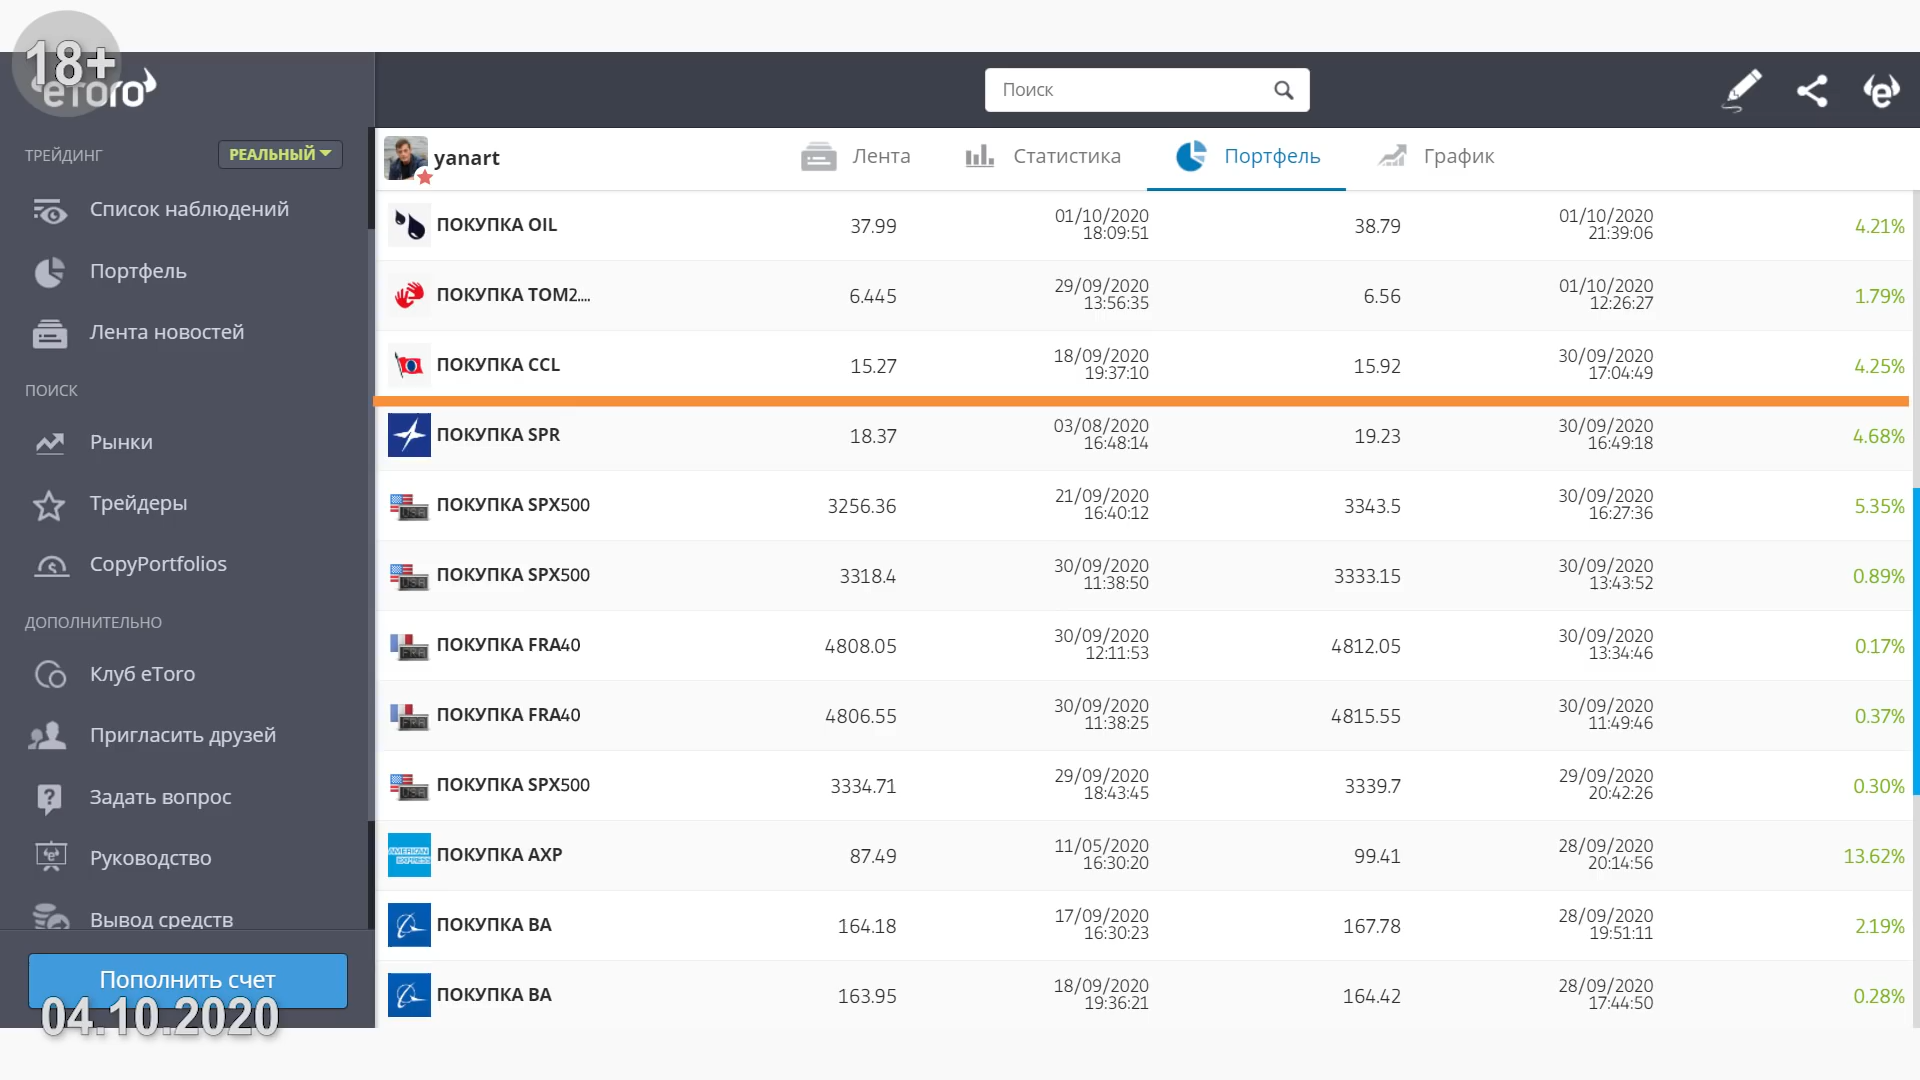 18+
eToro
Поиск
ТРЕЙДИНГ
РЕАЛЬНЫЙ
Список наблюдений
Портфель
Лента новостей
ПОИСК
Рынки
Трейдеры
CopyPortfolios
ДОПОЛНИТЕЛЬНО
Клуб eToro
Пригласить друзей
Задать вопрос
Руководство
Вывод средств
Пополнить счет
04.10.2020
yanart
Лента
Статистика
Портфель
График
ПОКУПКА OIL 37.99 01/10/2020 18:09:51 38.79 01/10/2020 21:39:06 4.21%
ПОКУПКА TOM2.... 6.445 29/09/2020 13:56:35 6.56 01/10/2020 12:26:27 1.79%
ПОКУПКА CCL 15.27 18/09/2020 19:37:10 15.92 30/09/2020 17:04:49 4.25%
ПОКУПКА SPR 18.37 03/08/2020 16:48:14 19.23 30/09/2020 16:49:18 4.68%
ПОКУПКА SPX500 3256.36 21/09/2020 16:40:12 3343.5 30/09/2020 16:27:36 5.35%
ПОКУПКА SPX500 3318.4 30/09/2020 11:38:50 3333.15 30/09/2020 13:43:52 0.89%
ПОКУПКА FRA40 4808.05 30/09/2020 12:11:53 4812.05 30/09/2020 13:34:46 0.17%
ПОКУПКА FRA40 4806.55 30/09/2020 11:38:25 4815.55 30/09/2020 11:49:46 0.37%
ПОКУПКА SPX500 3334.71 29/09/2020 18:43:45 3339.7 29/09/2020 20:42:26 0.30%
AMERICAN EXPRESS
ПОКУПКА AXP 87.49 11/05/2020 16:30:20 99.41 28/09/2020 20:14:56 13.62%
ПОКУПКА BA 164.18 17/09/2020 16:30:23 167.78 28/09/2020 19:51:11 2.19%
ПОКУПКА BA 163.95 18/09/2020 19:36:21 164.42 28/09/2020 17:44:50 0.28%